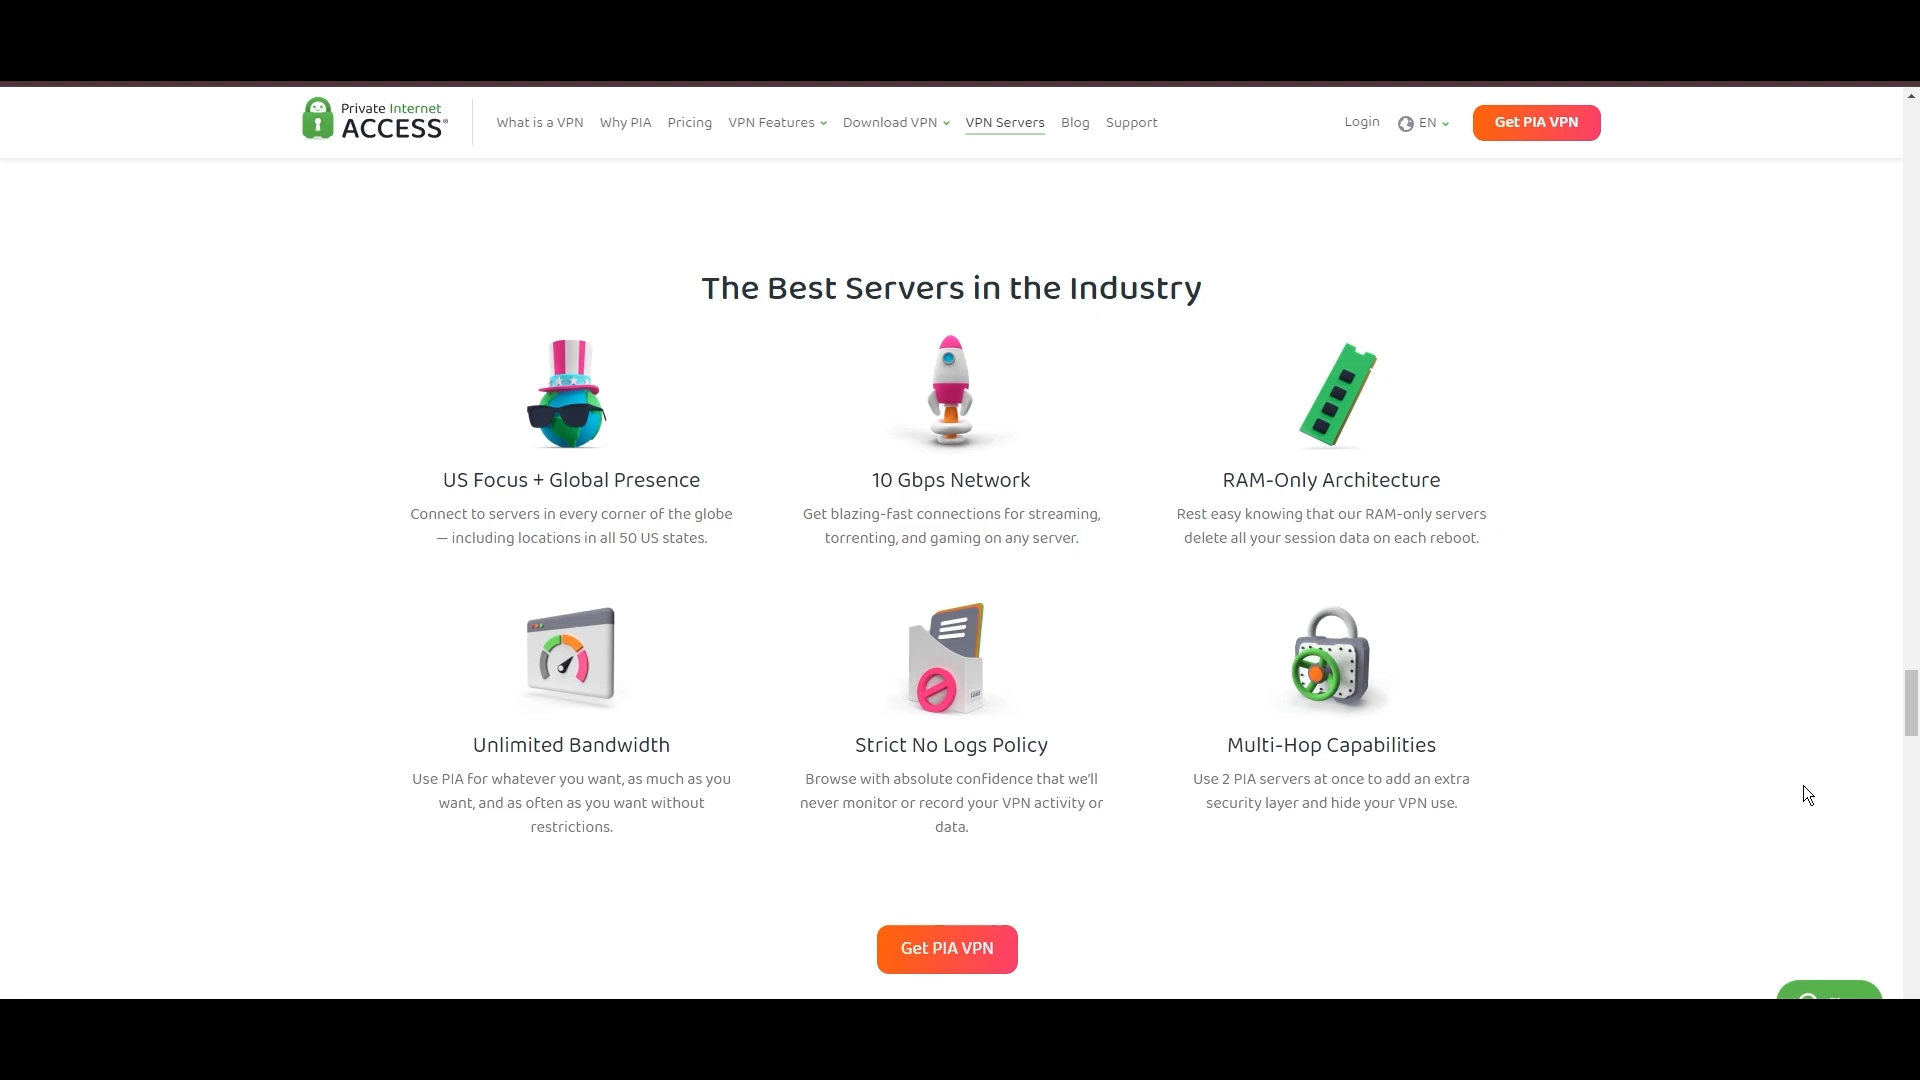 Private Internet
ACCESS®
What is a VPN
Why PIA
Pricing
VPN Features
Download VPN
VPN Servers
Blog
Support
Login
EN
Get PIA VPN
The Best Servers in the Industry
US Focus + Global Presence
Connect to servers in every corner of the globe
— including locations in all 50 US states.
10 Gbps Network
Get blazing-fast connections for streaming,
torrenting, and gaming on any server.
RAM-Only Architecture
Rest easy knowing that our RAM-only servers
delete all your session data on each reboot.
Unlimited Bandwidth
Use PIA for whatever you want, as much as you
want, and as often as you want without
restrictions.
Strict No Logs Policy
Browse with absolute confidence that we'll
never monitor or record your VPN activity or
data.
Multi-Hop Capabilities
Use 2 PIA servers at once to add an extra
security layer and hide your VPN use.
Get PIA VPN